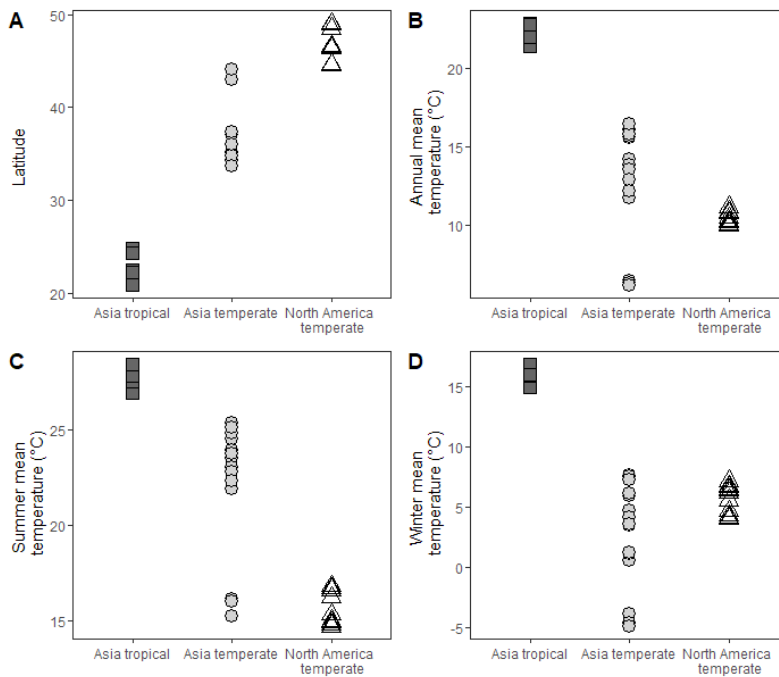 A
50
40
30
20
Latitude
Asia tropical
Asia temperate
North America
temperate
B
20
15
10
Annual mean
temperature (°C)
Asia tropical
Asia temperate
North America
temperate
C
25
20
15
Summer mean
temperature (°C)
Asia tropical
Asia temperate
North America
temperate
D
15
10
5
0
-5
Winter mean
temperature (°C)
Asia tropical
Asia temperate
North America
temperate